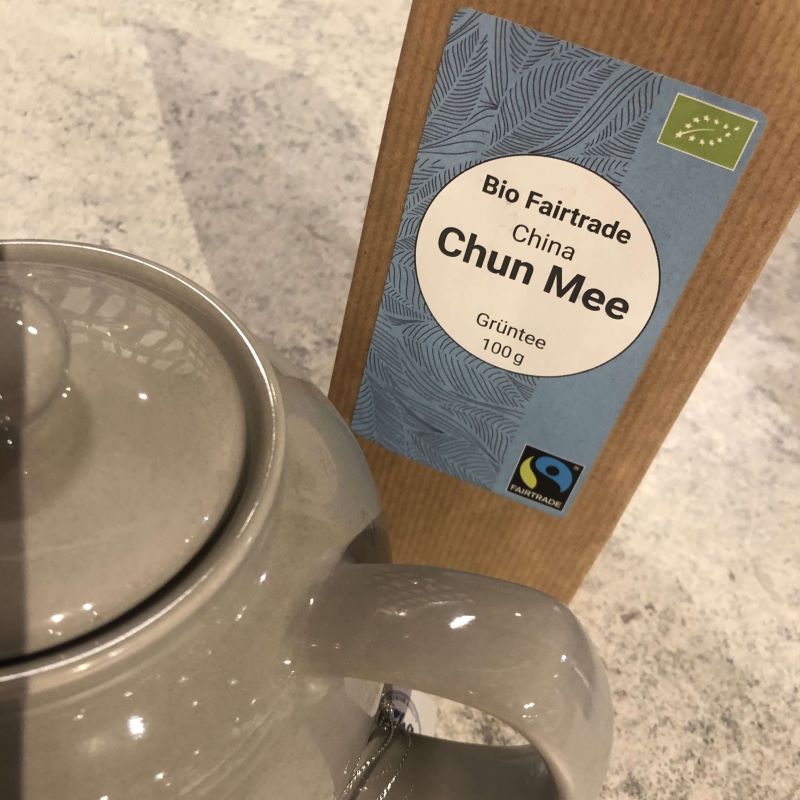 Bio Fairtrade
China
Chun Mee
Grüntee
100 g
FAIRTRADE